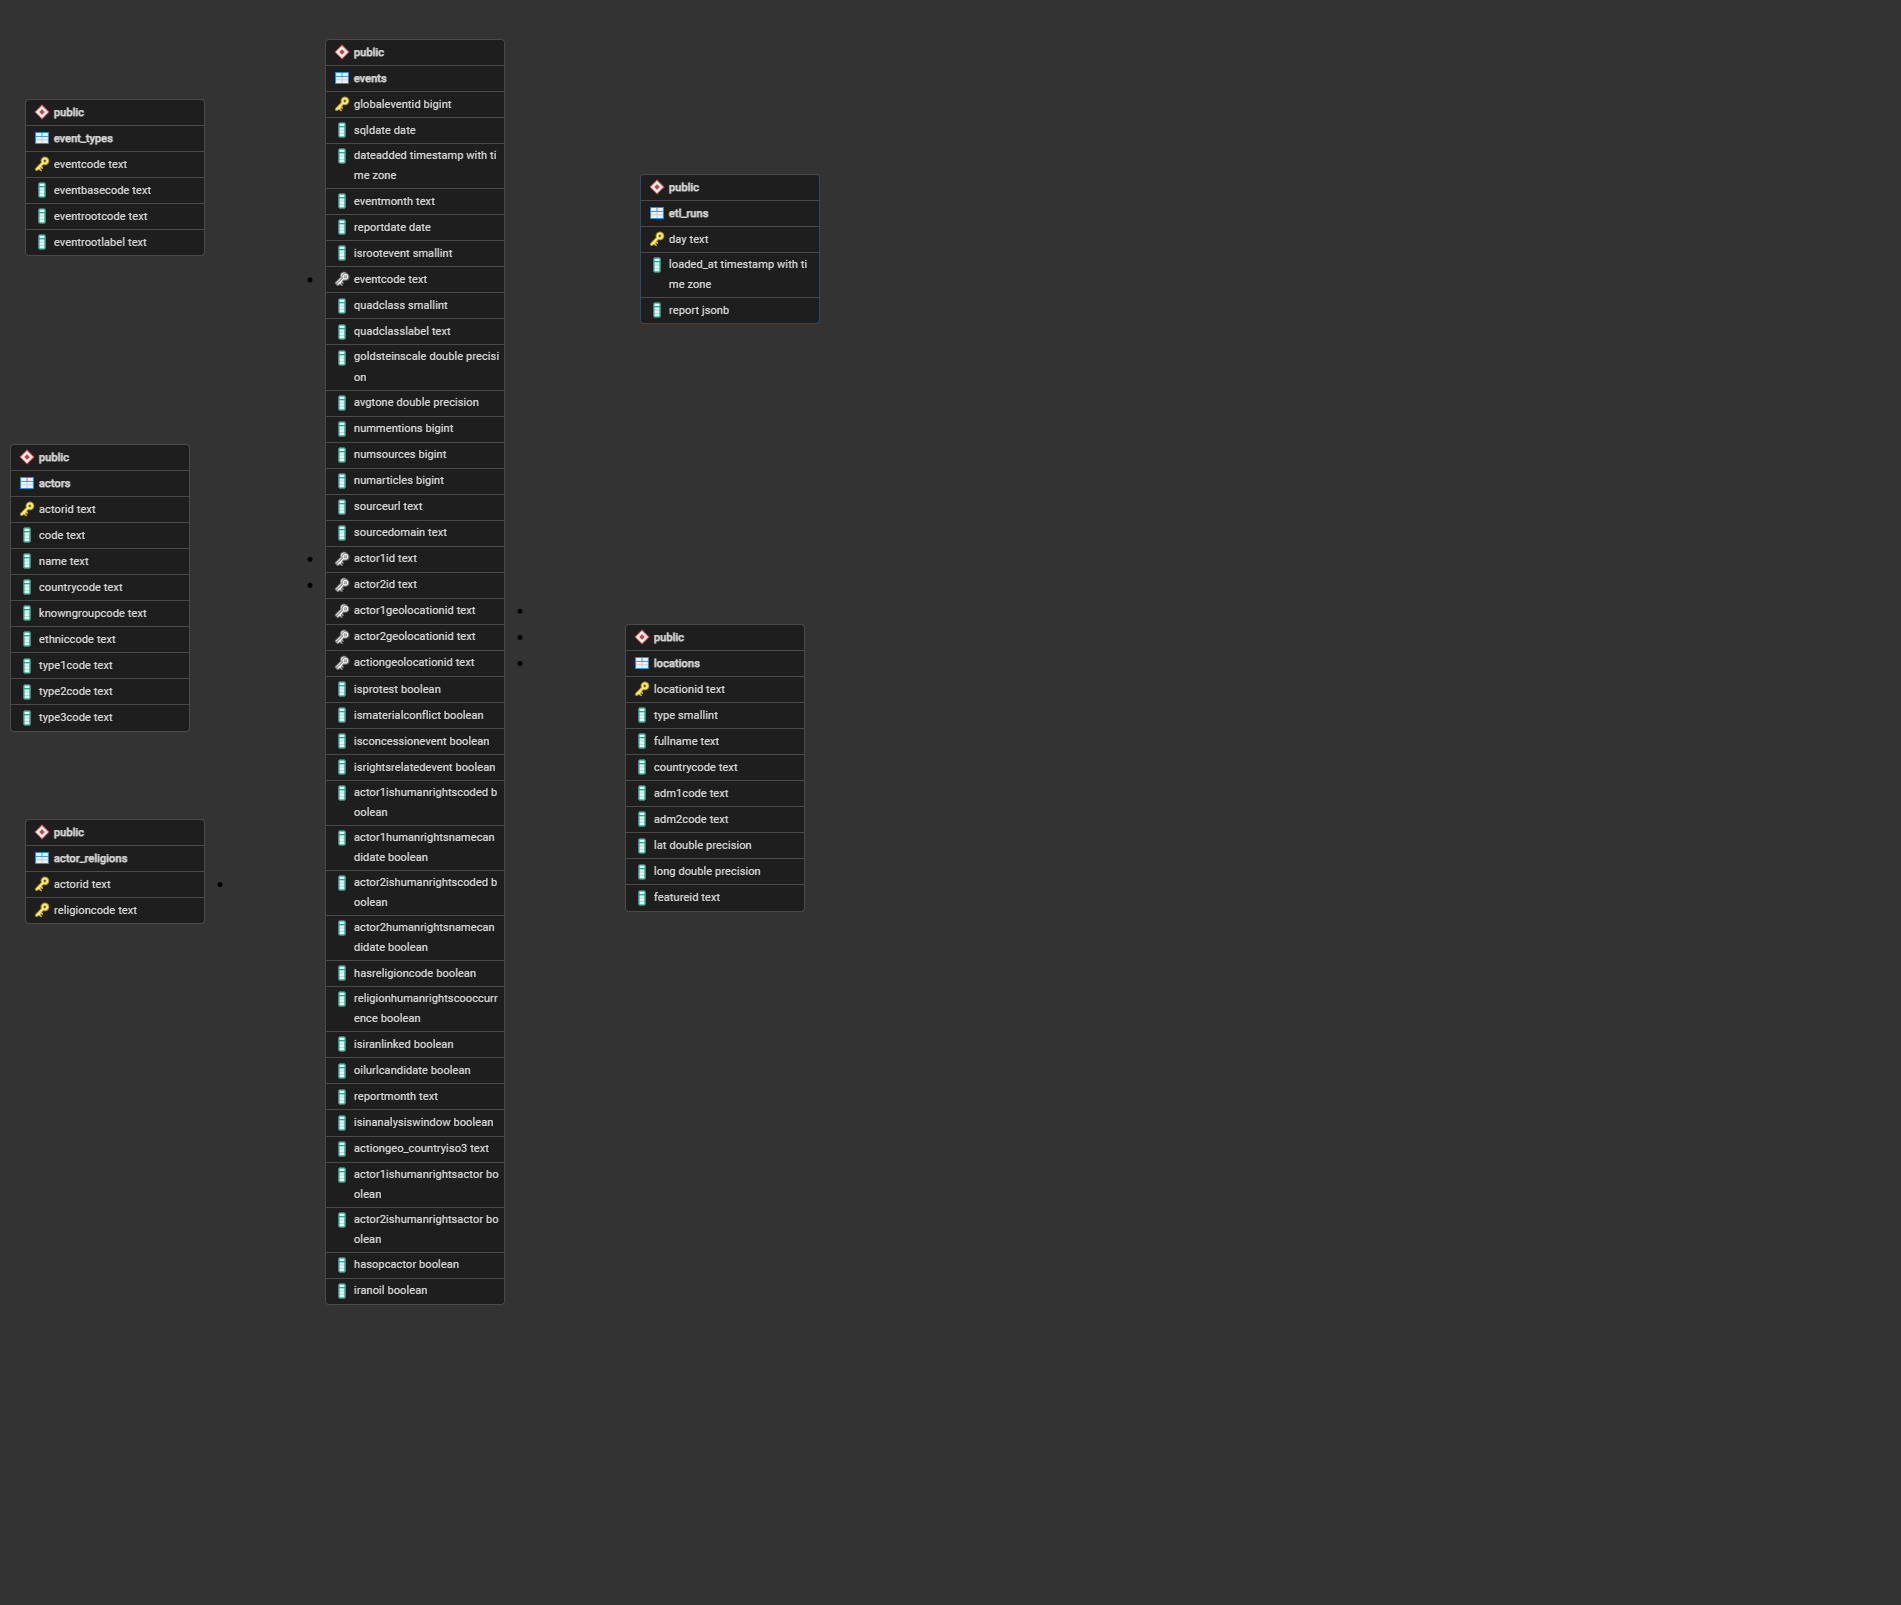 public
event_types
eventcode text
eventbasecode text
eventrootcode text
eventrootlabel text
public
actors
actorid text
code text
name text
countrycode text
knowngroupcode text
ethniccode text
type1code text
type2code text
type3code text
public
actor_religions
actorid text
religioncode text
public
events
globaleventid bigint
sqldate date
dateadded timestamp with ti
me zone
eventmonth text
reportdate date
isrootevent smallint
eventcode text
quadclass smallint
quadclasslabel text
goldsteinscale double precisi
on
avgtone double precision
nummentions bigint
numsources bigint
numarticles bigint
sourceurl text
sourcedomain text
actor1id text
actor2id text
actor1geolocationid text
actor2geolocationid text
actiongeolocationid text
isprotest boolean
ismaterialconflict boolean
isconcessionevent boolean
isrightsrelatedevent boolean
actor1ishumanrightscoded b
oolean
actor1humanrightsnamecan
didate boolean
actor2ishumanrightscoded b
oolean
actor2humanrightsnamecan
didate boolean
hasreligioncode boolean
religionhumanrightscooccurr
ence boolean
isiranlinked boolean
oilurlcandidate boolean
reportmonth text
isinanalysiswindow boolean
actiongeo_countryiso3 text
actor1ishumanrightsactor bo
olean
actor2ishumanrightsactor bo
olean
hasopcactor boolean
iranoil boolean
public
etl_runs
day text
loaded_at timestamp with ti
me zone
report jsonb
public
locations
locationid text
type smallint
fullname text
countrycode text
adm1code text
adm2code text
lat double precision
long double precision
featureid text